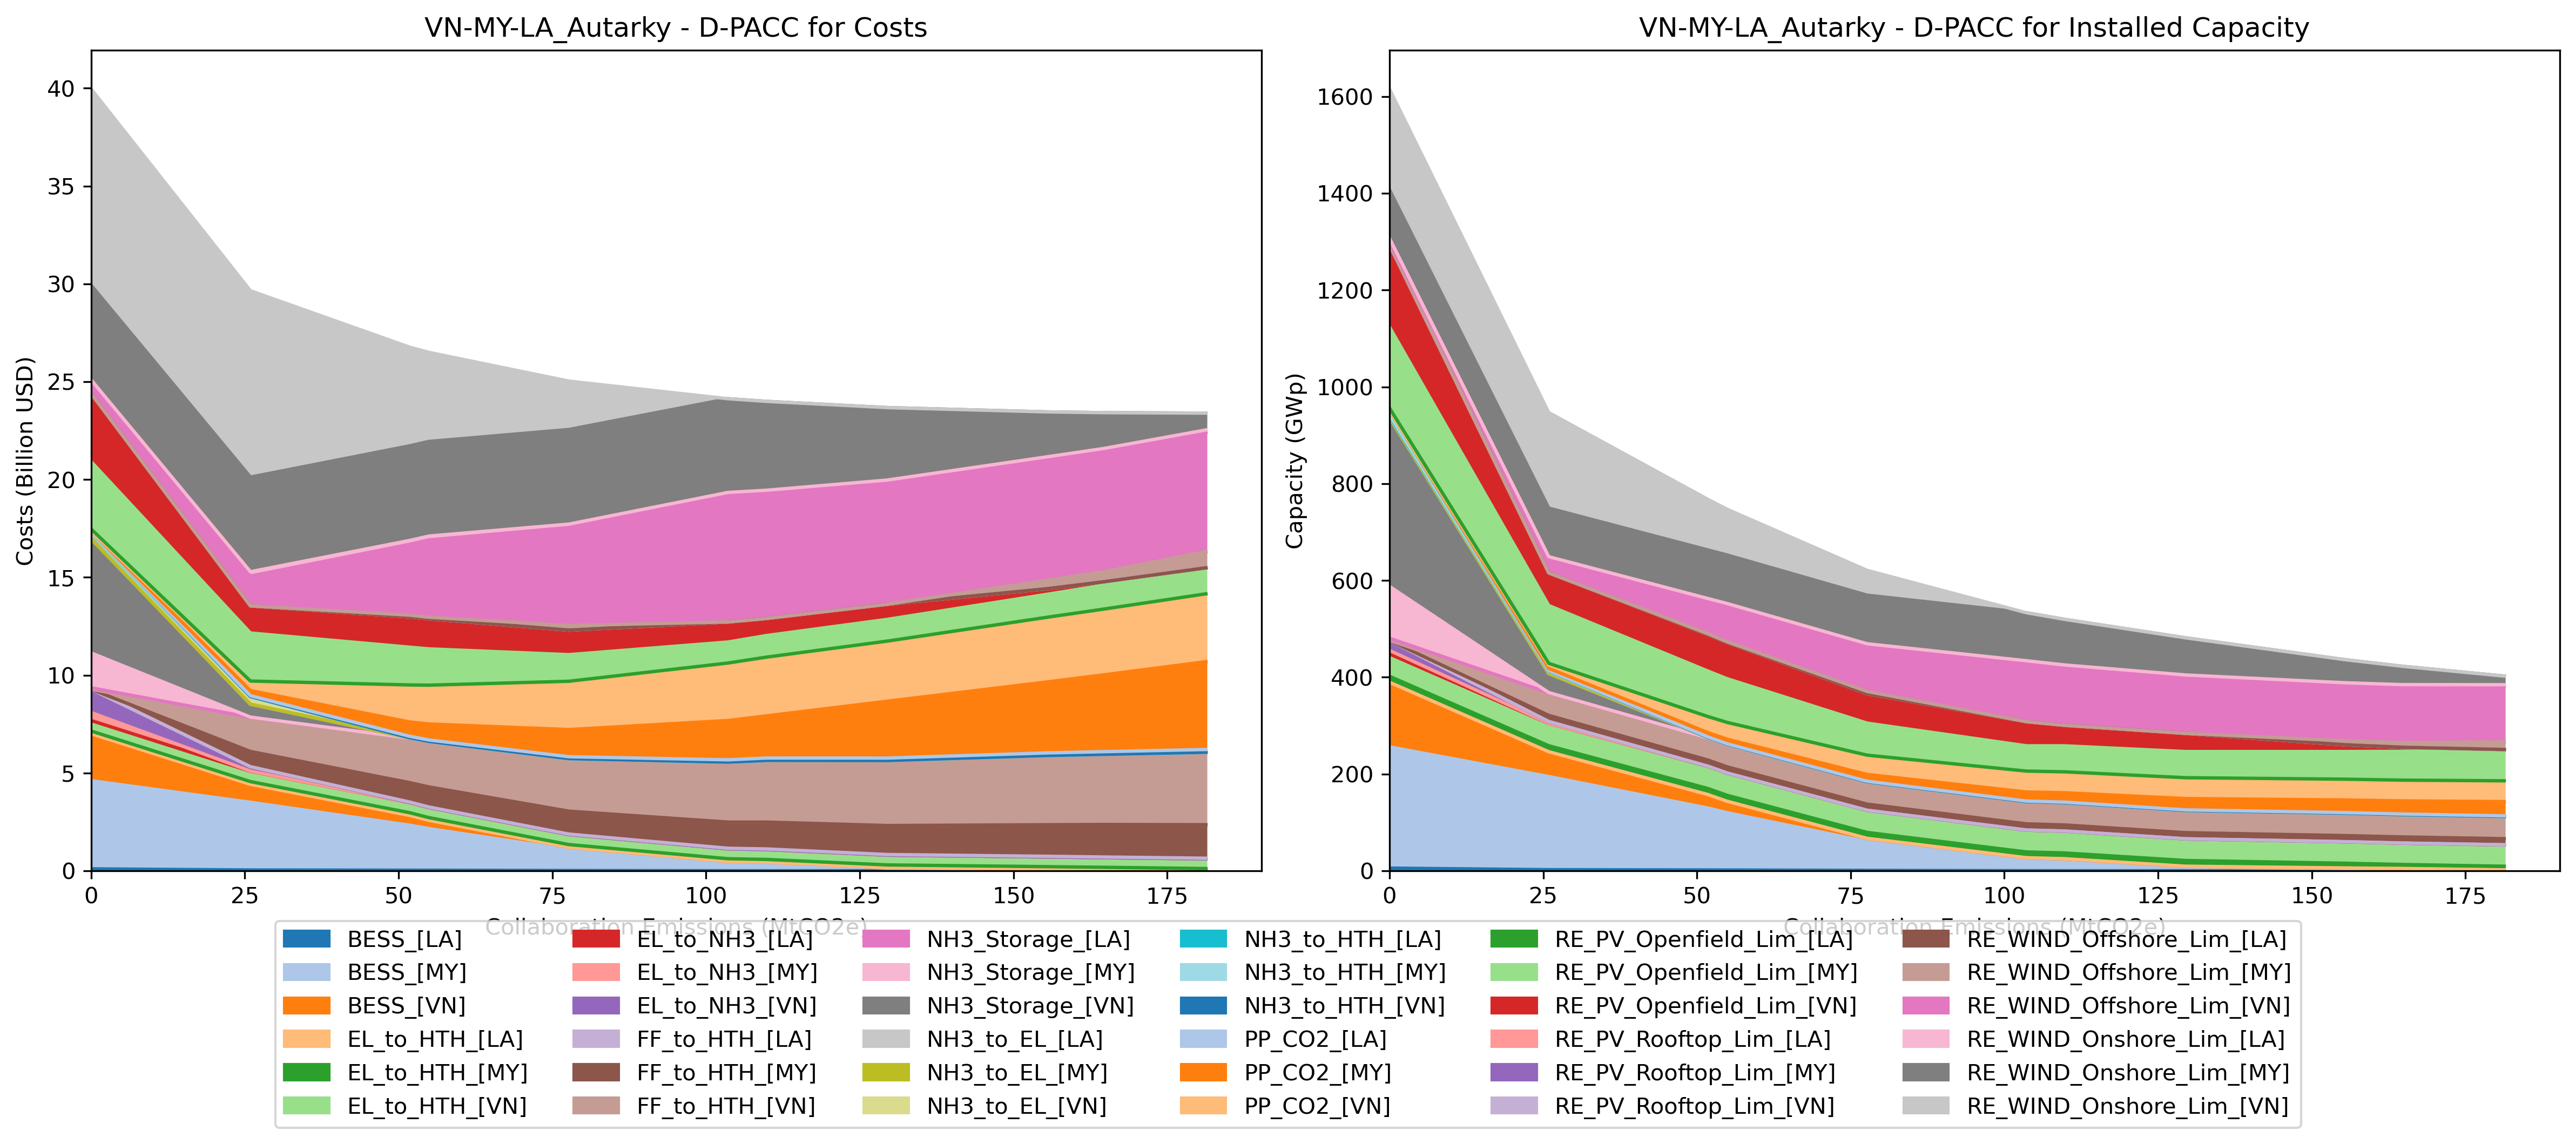 VN-MY-LA_Autarky - D-PACC for Costs
Costs (Billion USD)
40
35
30
25
20
15
10
5
0
0 25 50 75 100 125 150 175
Collaboration Emissions (MtCO2e)
VN-MY-LA_Autarky - D-PACC for Installed Capacity
Capacity (GWp)
1600
1400
1200
1000
800
600
400
200
0
0 25 50 75 100 125 150 175
Collaboration Emissions (MtCO2e)
BESS_[LA]
BESS_[MY]
BESS_[VN]
EL_to_HTH_[LA]
EL_to_HTH_[MY]
EL_to_HTH_[VN]
EL_to_NH3_[LA]
EL_to_NH3_[MY]
EL_to_NH3_[VN]
FF_to_HTH_[LA]
FF_to_HTH_[MY]
FF_to_HTH_[VN]
NH3_Storage_[LA]
NH3_Storage_[MY]
NH3_Storage_[VN]
NH3_to_EL_[LA]
NH3_to_EL_[MY]
NH3_to_EL_[VN]
NH3_to_HTH_[LA]
NH3_to_HTH_[MY]
NH3_to_HTH_[VN]
PP_CO2_[LA]
PP_CO2_[MY]
PP_CO2_[VN]
RE_PV_Openfield_Lim_[LA]
RE_PV_Openfield_Lim_[MY]
RE_PV_Openfield_Lim_[VN]
RE_PV_Rooftop_Lim_[LA]
RE_PV_Rooftop_Lim_[MY]
RE_PV_Rooftop_Lim_[VN]
RE_WIND_Offshore_Lim_[LA]
RE_WIND_Offshore_Lim_[MY]
RE_WIND_Offshore_Lim_[VN]
RE_WIND_Onshore_Lim_[LA]
RE_WIND_Onshore_Lim_[MY]
RE_WIND_Onshore_Lim_[VN]